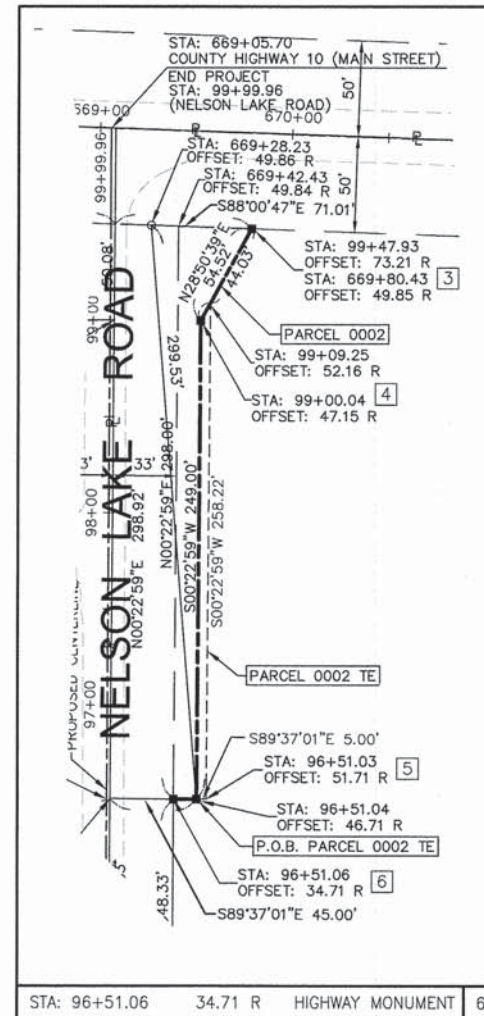 STA: 669+05.70
COUNTY HIGHWAY 10 (MAIN STREET)
END PROJECT
STA: 99+99.96
(NELSON LAKE ROAD)
50'
669+00
670+00
PL
99+99.96
STA: 669+28.23
OFFSET: 49.86 R
STA: 669+42.43
OFFSET: 49.84 R
S88°00'47"E 71.01'
50'
STA: 99+47.93
OFFSET: 73.21 R
STA: 669+80.43
OFFSET: 49.85 R
3
N28°50'39"E
54.52'
44.03'
PARCEL 0002
STA: 99+09.25
OFFSET: 52.16 R
STA: 99+00.04
OFFSET: 47.15 R
4
99+00
299.53'
PL
3'
33'
98+00
NELSON LAKE ROAD
N00°22'59"E 298.92'
N00°22'59"E 298.00'
S00°22'59"W 249.00'
S00°22'59"W 258.22'
PARCEL 0002 TE
97+00
PROPOSED CENTERLINE
S89°37'01"E 5.00'
STA: 96+51.03
OFFSET: 51.71 R
5
STA: 96+51.04
OFFSET: 46.71 R
P.O.B. PARCEL 0002 TE
STA: 96+51.06
OFFSET: 34.71 R
6
S89°37'01"E 45.00'
48.33'
STA: 96+51.06 34.71 R HIGHWAY MONUMENT 6